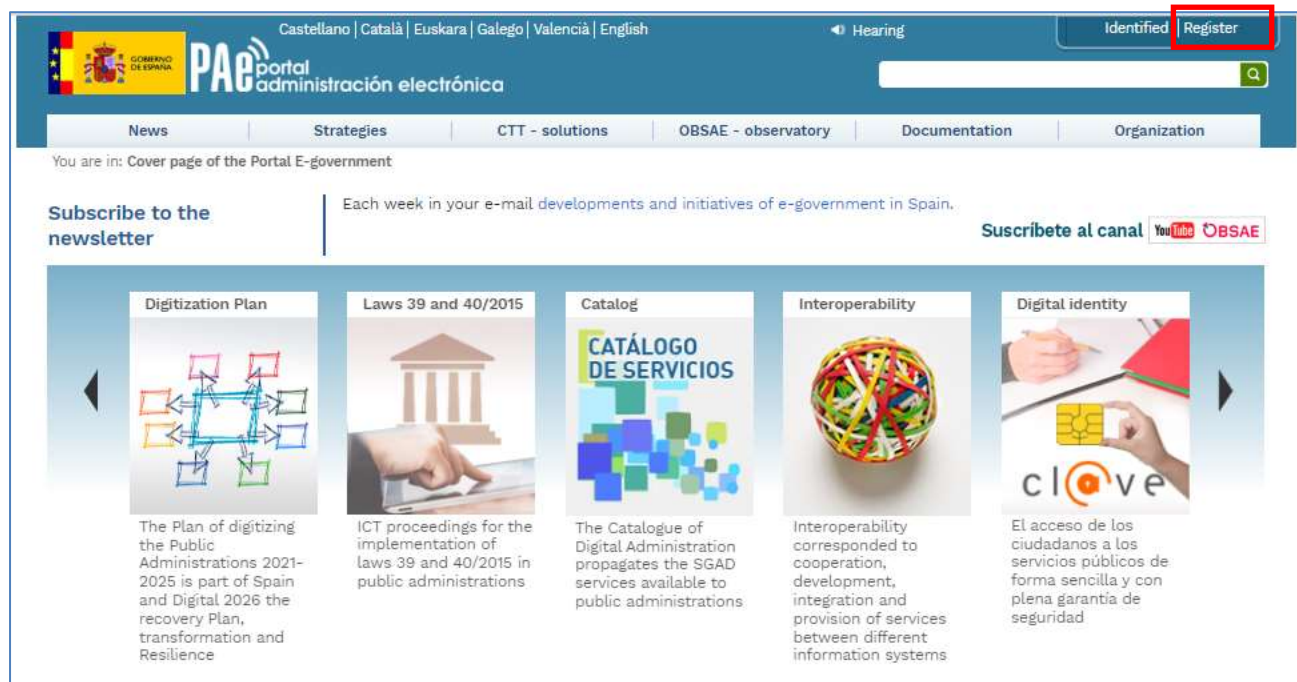 Castellano | Català | Euskara | Galego | Valencià | English
Hearing
Identified | Register
GOBIERNO
DE ESPAÑA
PAe portal
administración electrónica
News
Strategies
CTT - solutions
OBSAE - observatory
Documentation
Organization
You are in: Cover page of the Portal E-government
Subscribe to the
newsletter
Each week in your e-mail developments and initiatives of e-government in Spain.
Suscríbete al canal YouTube OBSAE
Digitization Plan
The Plan of digitizing
the Public
Administrations 2021-
2025 is part of Spain
and Digital 2026 the
recovery Plan,
transformation and
Resilience
Laws 39 and 40/2015
ICT proceedings for the
implementation of
laws 39 and 40/2015 in
public administrations
Catalog
CATÁLOGO
DE SERVICIOS
The Catalogue of
Digital Administration
propagates the SGAD
services available to
public administrations
Interoperability
Interoperability
corresponded to
cooperation,
development,
integration and
provision of services
between different
information systems
Digital identity
cl@ve
El acceso de los
ciudadanos a los
servicios públicos de
forma sencilla y con
plena garantía de
seguridad